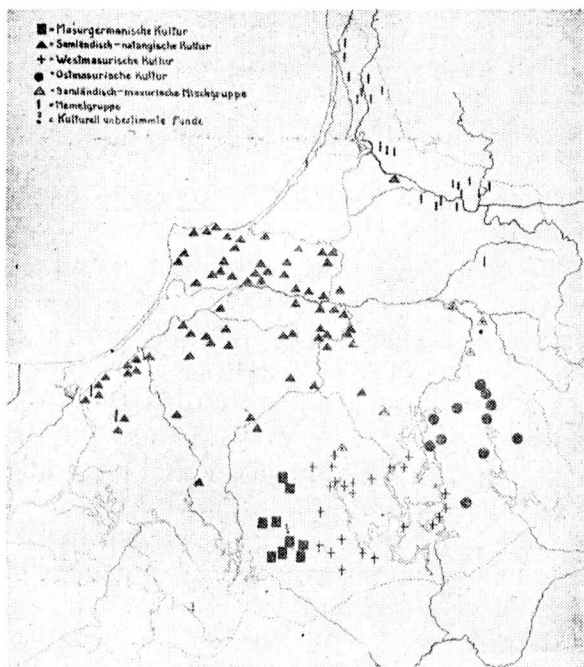 = Masurgermanische Kultur
= Samländisch-natangische Kultur
= Westmasurische Kultur
= Ostmasurische Kultur
= Samländisch-masurische Mischgruppe
= Memelgruppe
= Kulturell unbestimmte Funde